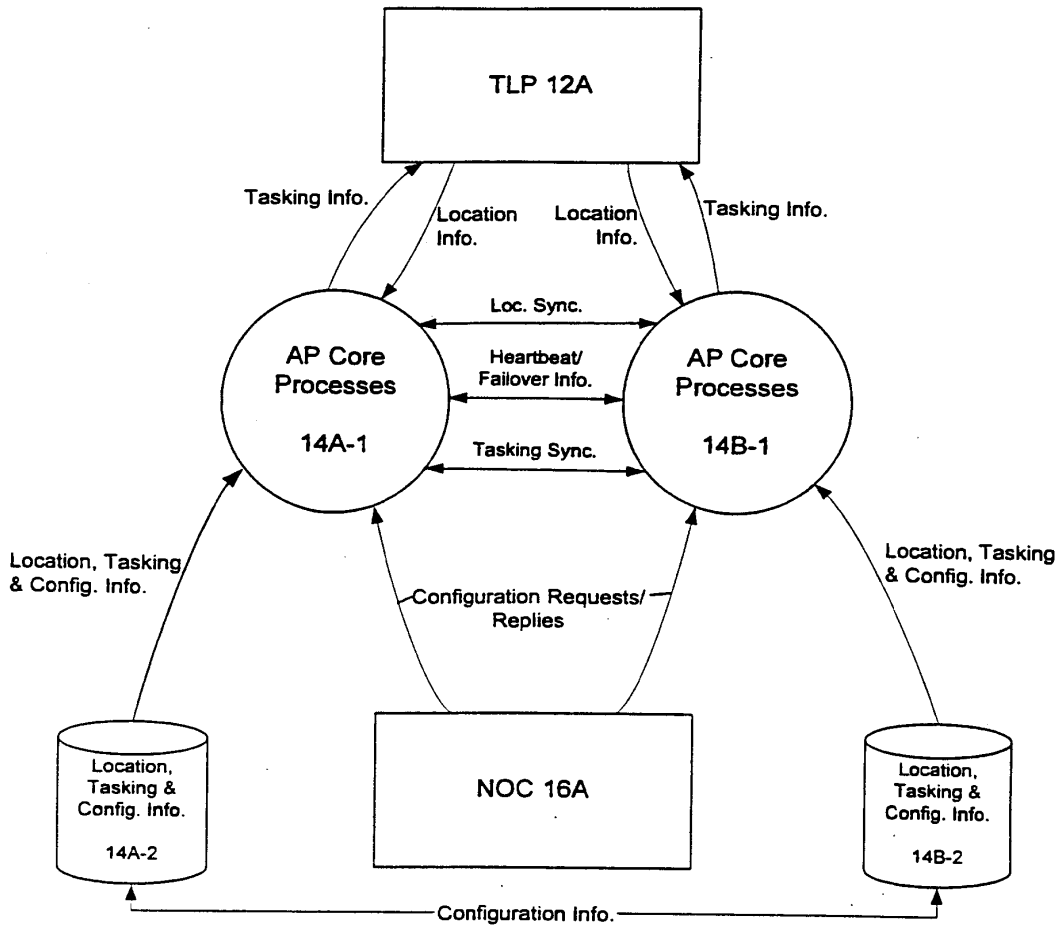 TLP 12A
Tasking Info.
Location
Info.
Location
Info.
Tasking Info.
Loc. Sync.
AP Core
Processes
14A-1
Heartbeat/
Failover Info.
AP Core
Processes
14B-1
Tasking Sync.
Location, Tasking
& Config. Info.
Configuration Requests/
Replies
Location, Tasking
& Config. Info.
Location,
Tasking &
Config. Info.
14A-2
NOC 16A
Location,
Tasking &
Config. Info.
14B-2
Configuration Info.